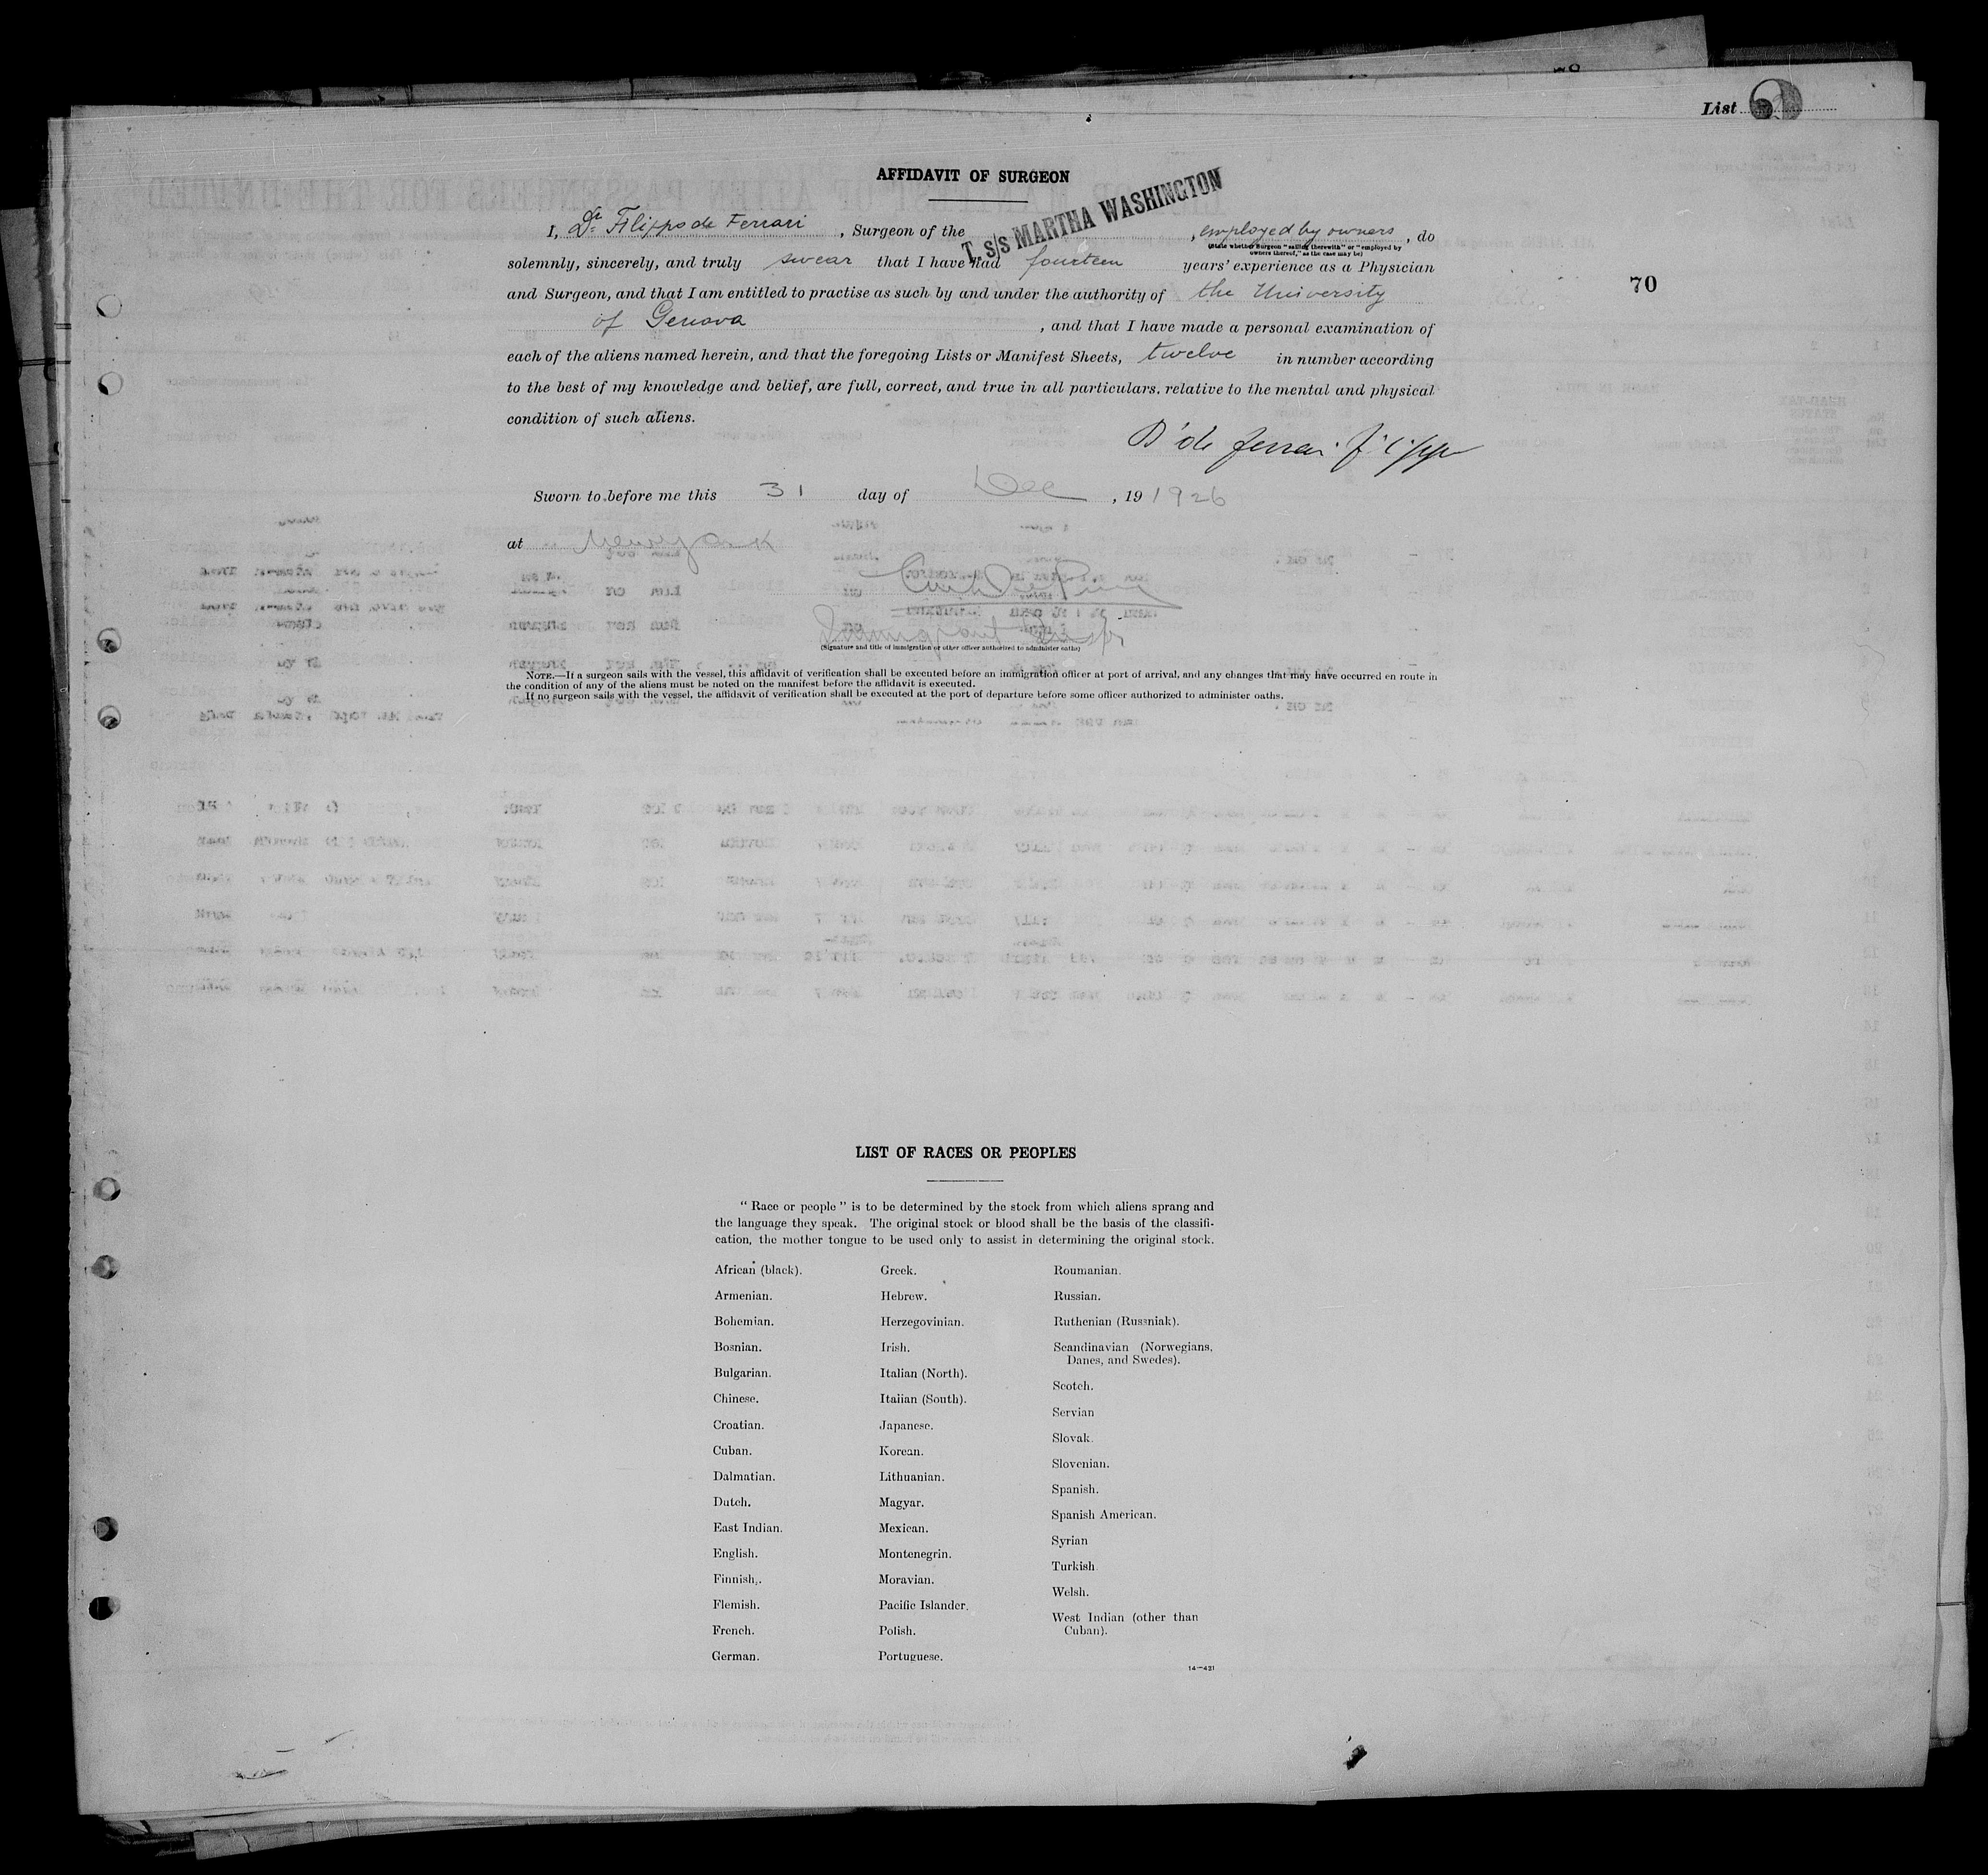 List
AFFIDAVIT OF SURGEON
T. s/s MARTHA WASHINGTON
I, Dr. Filippo de Ferrari, Surgeon of the , employed by owners, do
(State whether Surgeon "sailing therewith" or "employed by
owners thereof," as the case may be)
solemnly, sincerely, and truly swear that I have had fourteen years' experience as a Physician
70
and Surgeon, and that I am entitled to practise as such by and under the authority of the University
of Genova, and that I have made a personal examination of
each of the aliens named herein, and that the foregoing Lists or Manifest Sheets, twelve in number according
to the best of my knowledge and belief, are full, correct, and true in all particulars, relative to the mental and physical
condition of such aliens.
Dr de Ferrari Filippo
Sworn to before me this 31 day of Dec, 19 1926
at New York
Immigrant Insp
(Signature and title of immigration or other officer authorized to administer oaths)
NOTE.—If a surgeon sails with the vessel, this affidavit of verification shall be executed before an immigration officer at port of arrival, and any changes that may have occurred en route in
the condition of any of the aliens must be noted on the manifest before the affidavit is executed.
If no surgeon sails with the vessel, the affidavit of verification shall be executed at the port of departure before some officer authorized to administer oaths.
LIST OF RACES OR PEOPLES
"Race or people" is to be determined by the stock from which aliens sprang and
the language they speak. The original stock or blood shall be the basis of the classifi-
cation, the mother tongue to be used only to assist in determining the original stock.
African (black).
Armenian.
Bohemian.
Bosnian.
Bulgarian.
Chinese.
Croatian.
Cuban.
Dalmatian.
Dutch.
East Indian.
English.
Finnish.
Flemish.
French.
German.
Greek.
Hebrew.
Herzegovinian.
Irish.
Italian (North).
Italian (South).
Japanese.
Korean.
Lithuanian.
Magyar.
Mexican.
Montenegrin.
Moravian.
Pacific Islander.
Polish.
Portuguese.
Roumanian.
Russian.
Ruthenian (Russniak).
Scandinavian (Norwegians,
Danes, and Swedes).
Scotch.
Servian
Slovak.
Slovenian.
Spanish.
Spanish American.
Syrian
Turkish
Welsh.
West Indian (other than
Cuban).
14—421